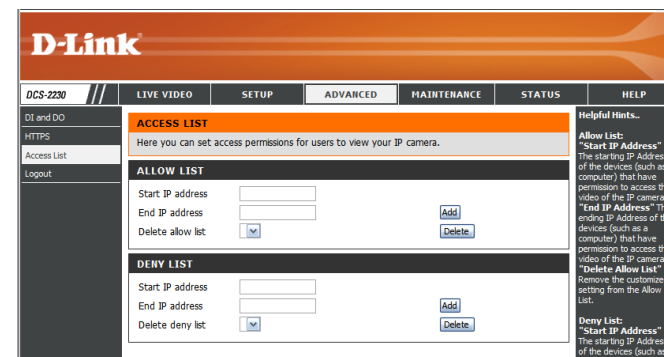 D-Link
DCS-2230 LIVE VIDEO SETUP ADVANCED MAINTENANCE STATUS HELP
DI and DO
HTTPS
Access List
Logout
ACCESS LIST
Here you can set access permissions for users to view your IP camera.
ALLOW LIST
Start IP address
End IP address Add
Delete allow list Delete
DENY LIST
Start IP address
End IP address Add
Delete deny list Delete
Helpful Hints..
Allow List:
"Start IP Address"
The starting IP Addres
of the devices (such as
computer) that have
permission to access th
video of the IP camera
"End IP Address" Th
ending IP Address of th
devices (such as a
computer) that have
permission to access th
video of the IP camera
"Delete Allow List"
Remove the customize
setting from the Allow
List.
Deny List:
"Start IP Address"
The starting IP Addres
of the devices (such as